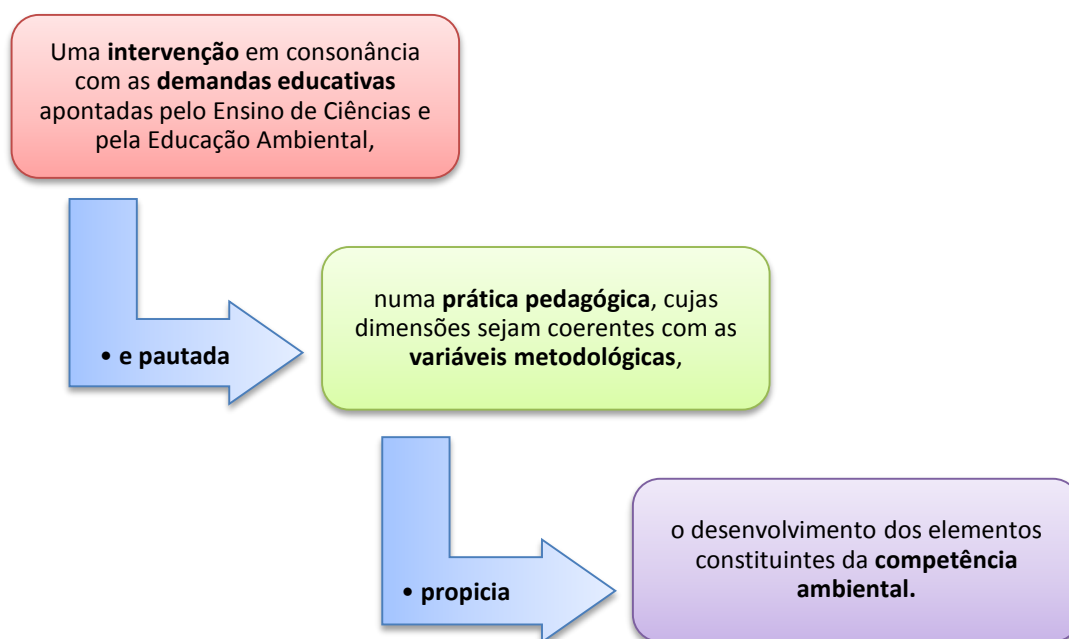 Uma intervenção em consonância
com as demandas educativas
apontadas pelo Ensino de Ciências e
pela Educação Ambiental,
• e pautada
numa prática pedagógica, cujas
dimensões sejam coerentes com as
variáveis metodológicas,
• propicia
o desenvolvimento dos elementos
constituintes da competência
ambiental.